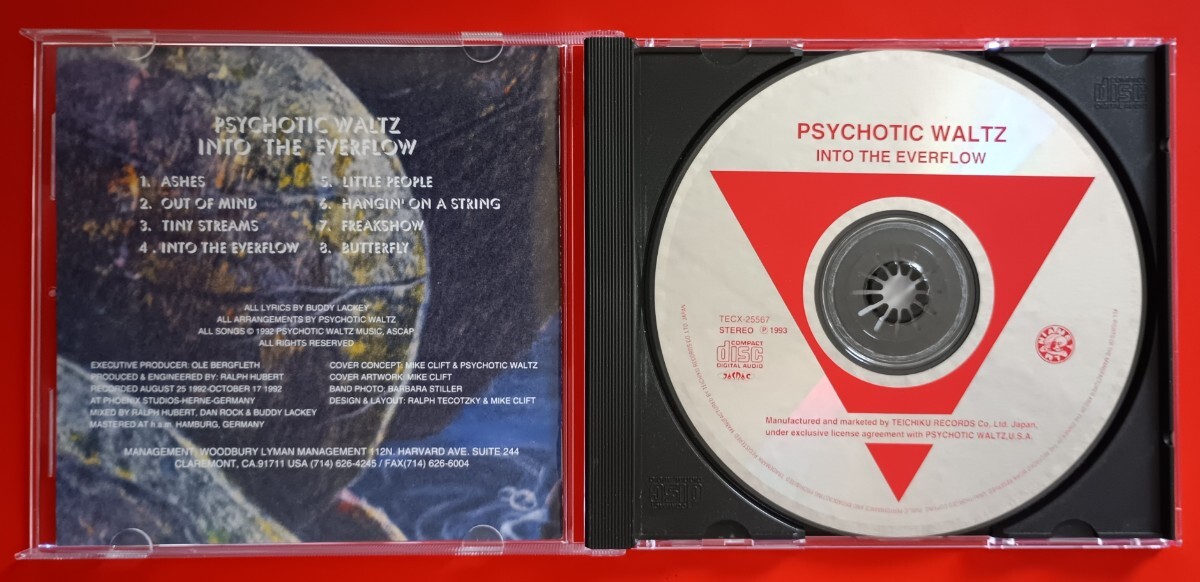 PSYCHOTIC WALTZ
INTO THE EVERFLOW
1. ASHES
2. OUT OF MIND
3. TINY STREAMS
4. INTO THE EVERFLOW
5. LITTLE PEOPLE
6. HANGIN' ON A STRING
7. FREAKSHOW
8. BUTTERFLY
ALL LYRICS BY BUDDY LACKEY
ALL ARRANGEMENTS BY PSYCHOTIC WALTZ
ALL SONGS © 1992 PSYCHOTIC WALTZ MUSIC, ASCAP
ALL RIGHTS RESERVED
EXECUTIVE PRODUCER: OLE BERGFLETH
PRODUCED & ENGINEERED BY: RALPH HUBERT
RECORDED AUGUST 25 1992-OCTOBER 17 1992
AT PHOENIX STUDIOS-HERNE-GERMANY
MIXED BY RALPH HUBERT, DAN ROCK & BUDDY LACKEY
MASTERED AT n.s.m. HAMBURG, GERMANY
COVER CONCEPT: MIKE CLIFT & PSYCHOTIC WALTZ
COVER ARTWORK: MIKE CLIFT
BAND PHOTO: BARBARA STILLER
DESIGN & LAYOUT: RALPH TECOTZKY & MIKE CLIFT
MANAGEMENT: WOODBURY LYMAN MANAGEMENT 112N. HARVARD AVE. SUITE 244
CLAREMONT, CA.91711 USA (714) 626-4245 / FAX(714) 626-6004
PSYCHOTIC WALTZ
INTO THE EVERFLOW
TECX-25567
STEREO ℗ 1993
COMPACT
disc
DIGITAL AUDIO
JASRAC
Manufactured and marketed by TEICHIKU RECORDS Co., Ltd. Japan,
under exclusive license agreement with PSYCHOTIC WALTZ,U.S.A.
COMPACT
disc